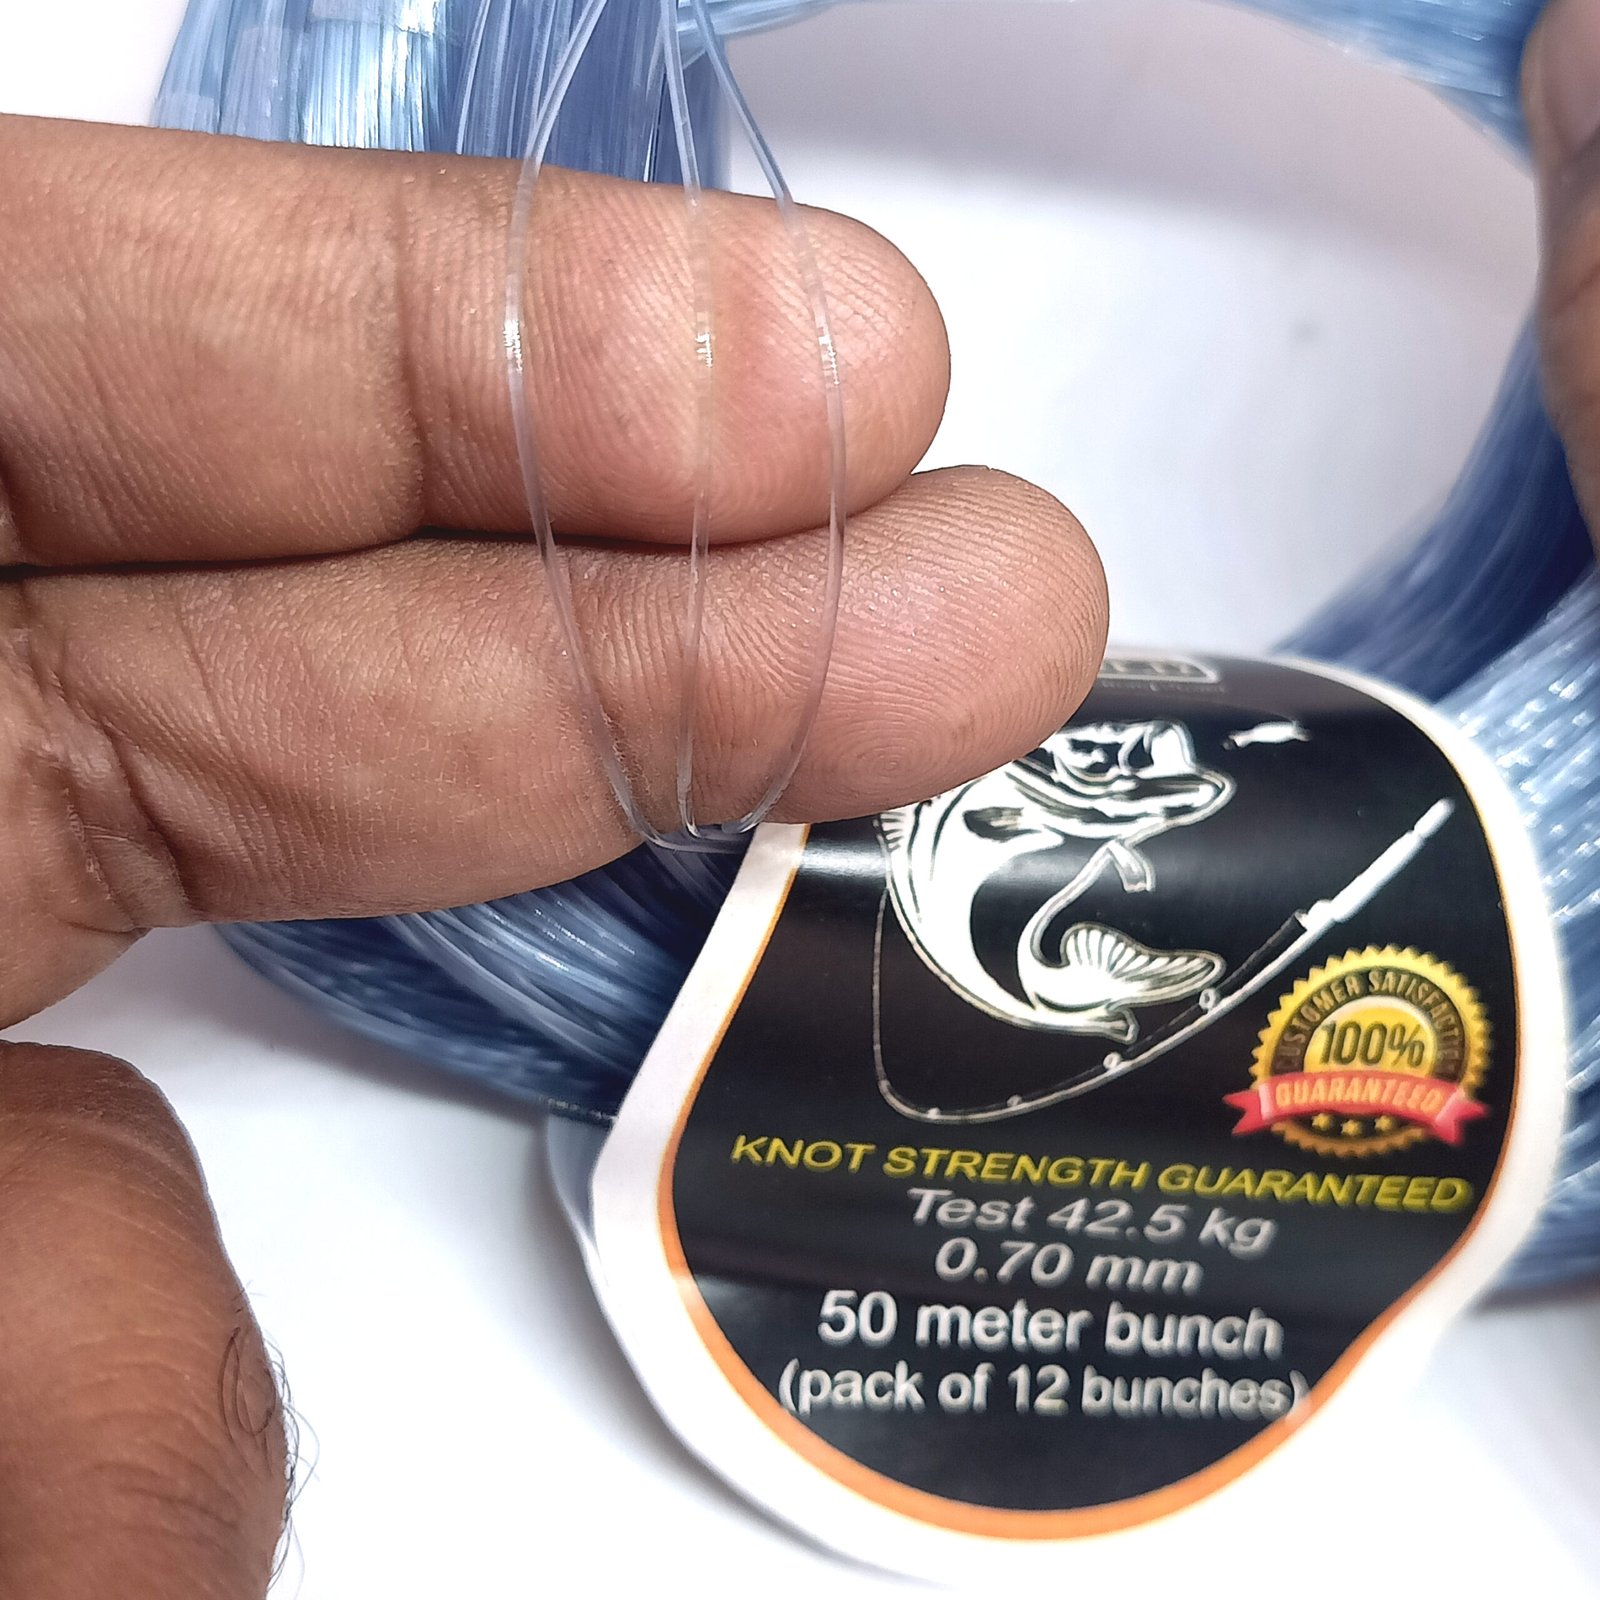 CUSTOMER SATISFACTION
100%
GUARANTEED
KNOT STRENGTH GUARANTEED
Test 42.5 kg
0.70 mm
50 meter bunch
(pack of 12 bunches)